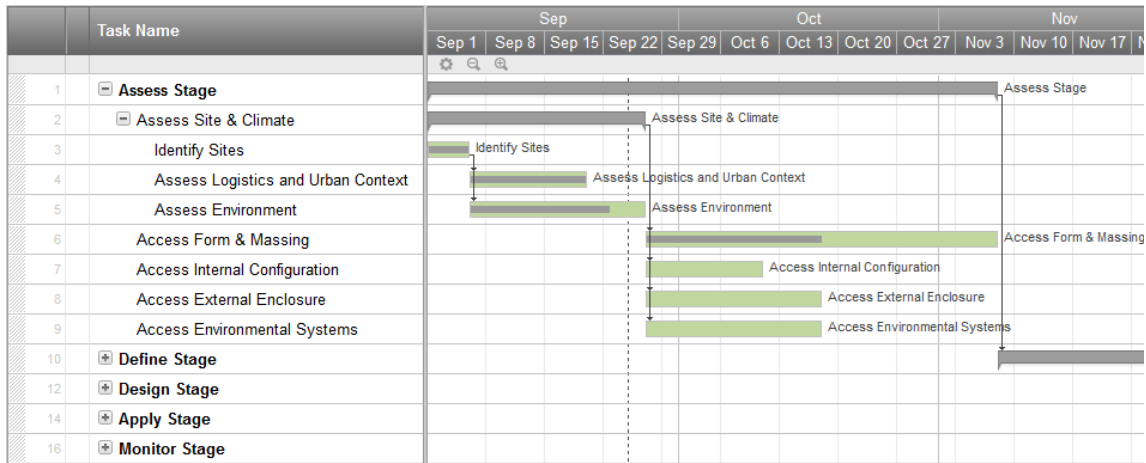 Task Name
Sep Oct Nov
Sep 1 Sep 8 Sep 15 Sep 22 Sep 29 Oct 6 Oct 13 Oct 20 Oct 27 Nov 3 Nov 10 Nov 17
1 Assess Stage Assess Stage
2 Assess Site & Climate Assess Site & Climate
3 Identify Sites Identify Sites
4 Assess Logistics and Urban Context Assess Logistics and Urban Context
5 Assess Environment Assess Environment
6 Access Form & Massing Access Form & Massing
7 Access Internal Configuration Access Internal Configuration
8 Access External Enclosure Access External Enclosure
9 Access Environmental Systems Access Environmental Systems
10 Define Stage
12 Design Stage
14 Apply Stage
16 Monitor Stage